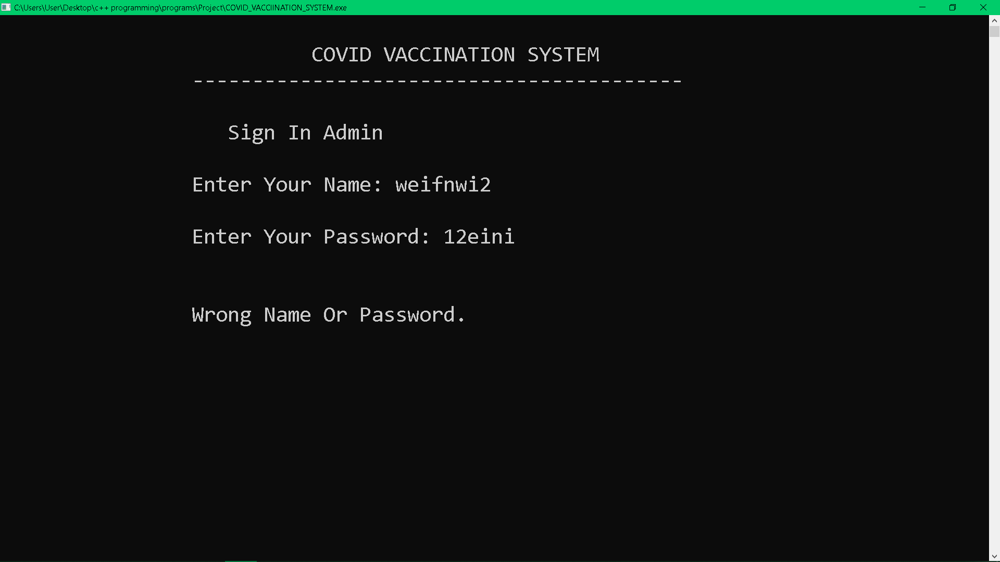 C:\Users\User\Desktop\c++ programming\programs\Project\COVID_VACCIINATION_SYSTEM.exe
COVID VACCINATION SYSTEM
-----------------------------------------
Sign In Admin
Enter Your Name: weifnwi2
Enter Your Password: 12eini
Wrong Name Or Password.